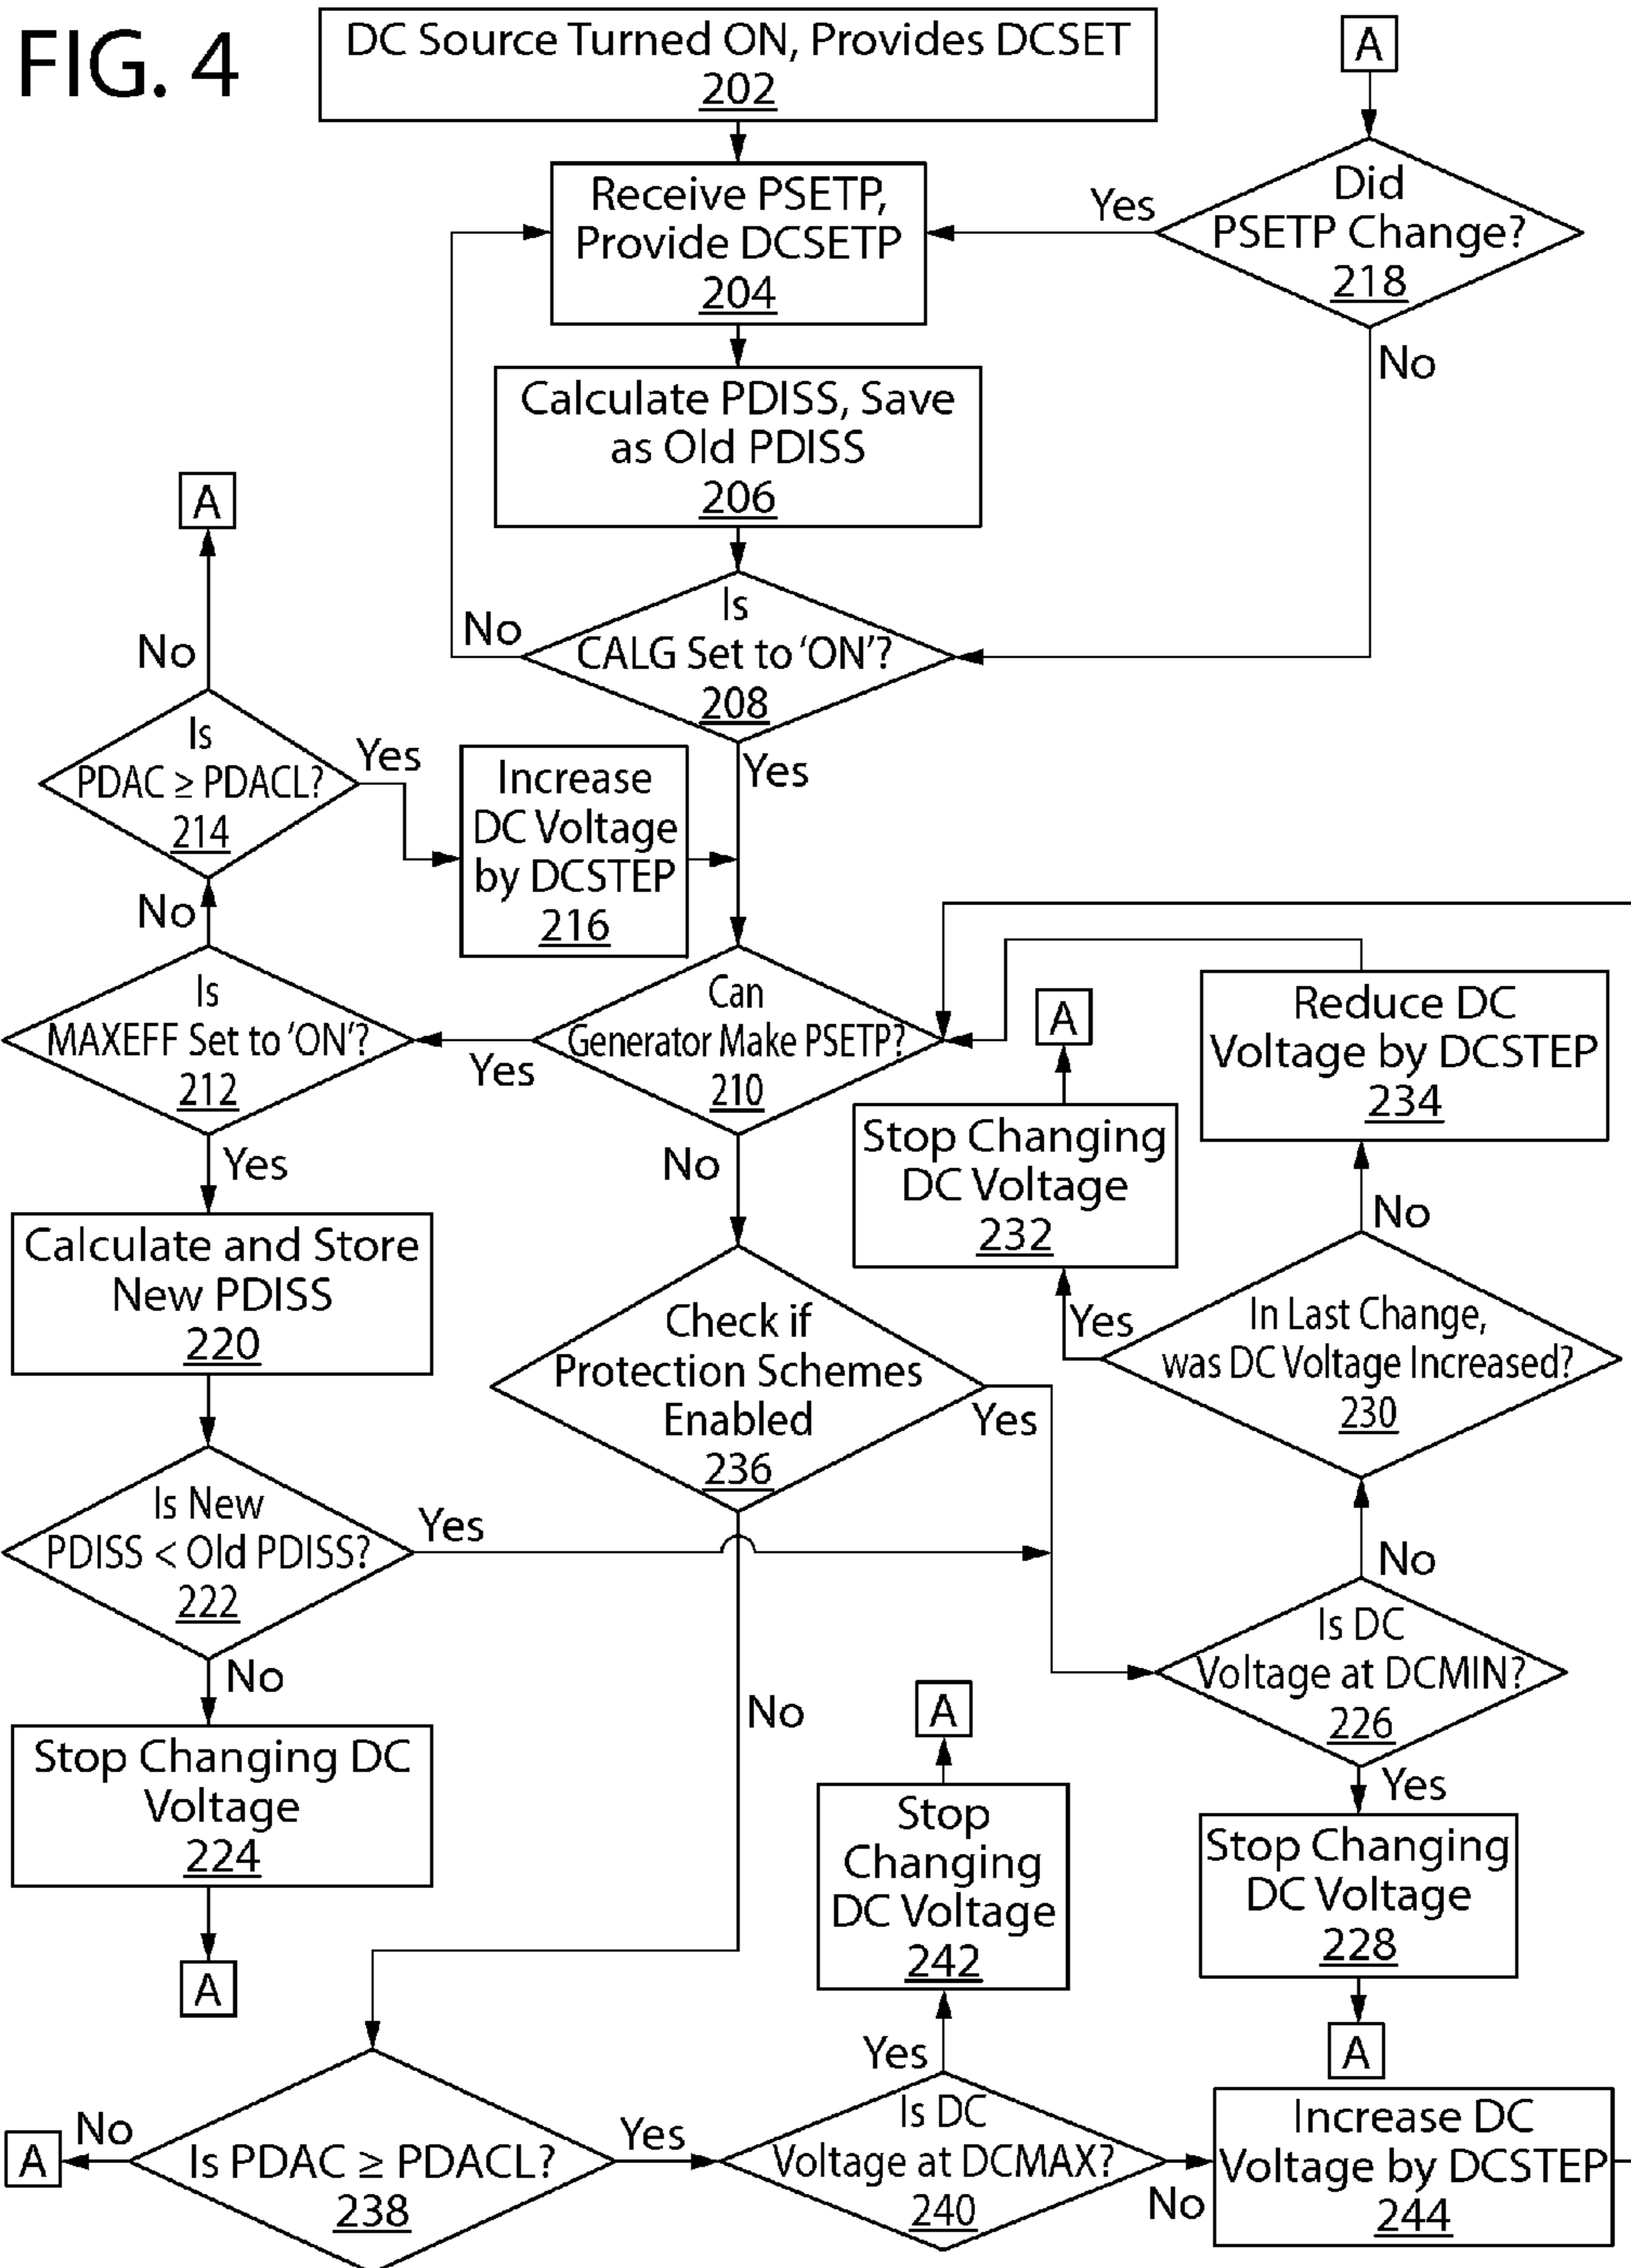 FIG. 4
DC Source Turned ON, Provides DCSET
202
A
Receive PSETP,
Provide DCSETP
204
Yes
Did
PSETP Change?
218
No
Calculate PDISS, Save
as Old PDISS
206
A
No
Is
CALG Set to ‘ON’?
208
No
Yes
Is
PDAC ≥ PDACL?
214
Yes
Increase
DC Voltage
by DCSTEP
216
No
Is
MAXEFF Set to ‘ON’?
212
Yes
Can
Generator Make PSETP?
210
Yes
No
A
Reduce DC
Voltage by DCSTEP
234
Stop Changing
DC Voltage
232
No
Yes
In Last Change,
was DC Voltage Increased?
230
Calculate and Store
New PDISS
220
Check if
Protection Schemes
Enabled
236
Yes
No
Is New
PDISS < Old PDISS?
222
Yes
No
No
Is DC
Voltage at DCMIN?
226
Yes
Stop Changing DC
Voltage
224
A
A
Stop
Changing
DC Voltage
242
Stop Changing
DC Voltage
228
A
Yes
A
No
Is PDAC ≥ PDACL?
238
Yes
Is DC
Voltage at DCMAX?
240
No
Increase DC
Voltage by DCSTEP
244